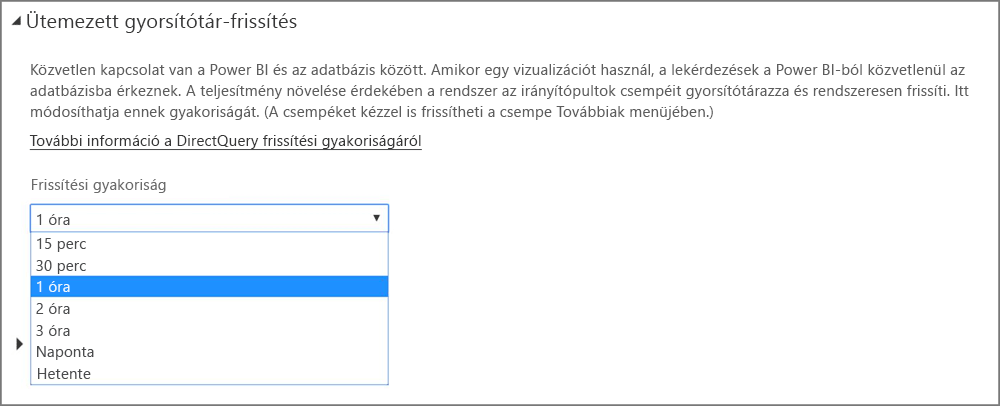 Ütemezett gyorsítótár-frissítés
Közvetlen kapcsolat van a Power BI és az adatbázis között. Amikor egy vizualizációt használ, a lekérdezések a Power BI-ból közvetlenül az
adatbázisba érkeznek. A teljesítmény növelése érdekében a rendszer az irányítópultok csempéit gyorsítótárazza és rendszeresen frissíti. Itt
módosíthatja ennek gyakoriságát. (A csempéket kézzel is frissítheti a csempe Továbbiak menüjében.)
További információ a DirectQuery frissítési gyakoriságáról
Frissítési gyakoriság
1 óra
15 perc
30 perc
1 óra
2 óra
3 óra
Naponta
Hetente